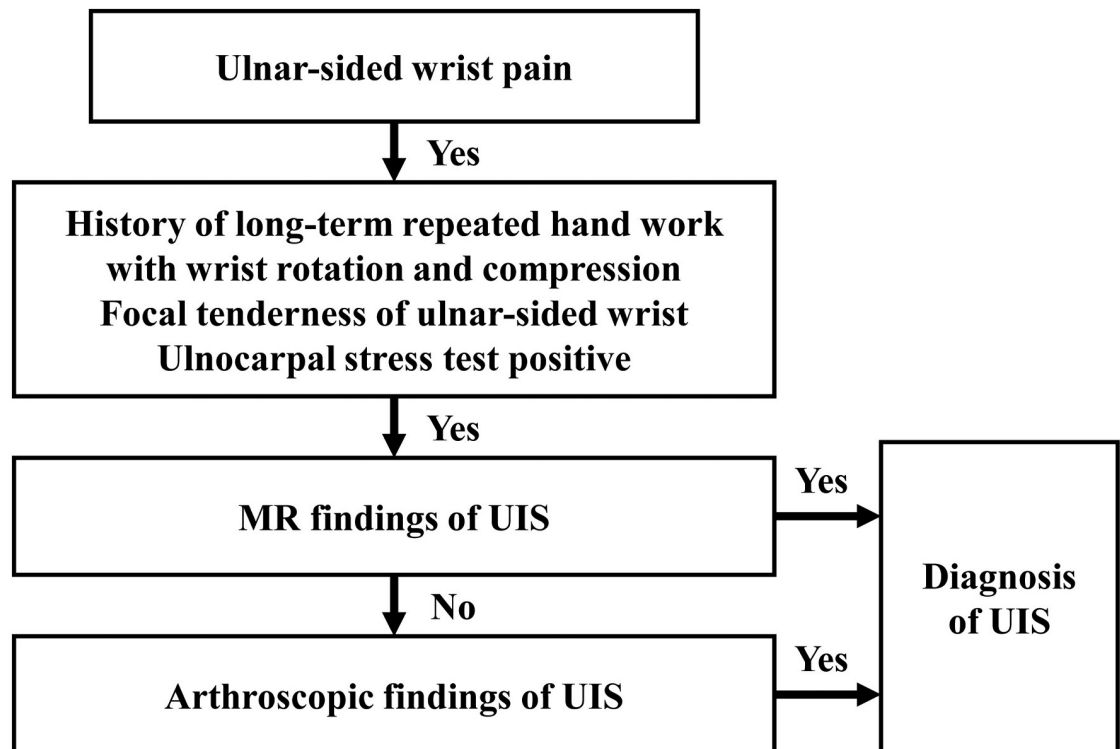 Ulnar-sided wrist pain
Yes
History of long-term repeated hand work
with wrist rotation and compression
Focal tenderness of ulnar-sided wrist
Ulnocarpal stress test positive
Yes
MR findings of UIS
Yes
No
Arthroscopic findings of UIS
Yes
Diagnosis
of UIS